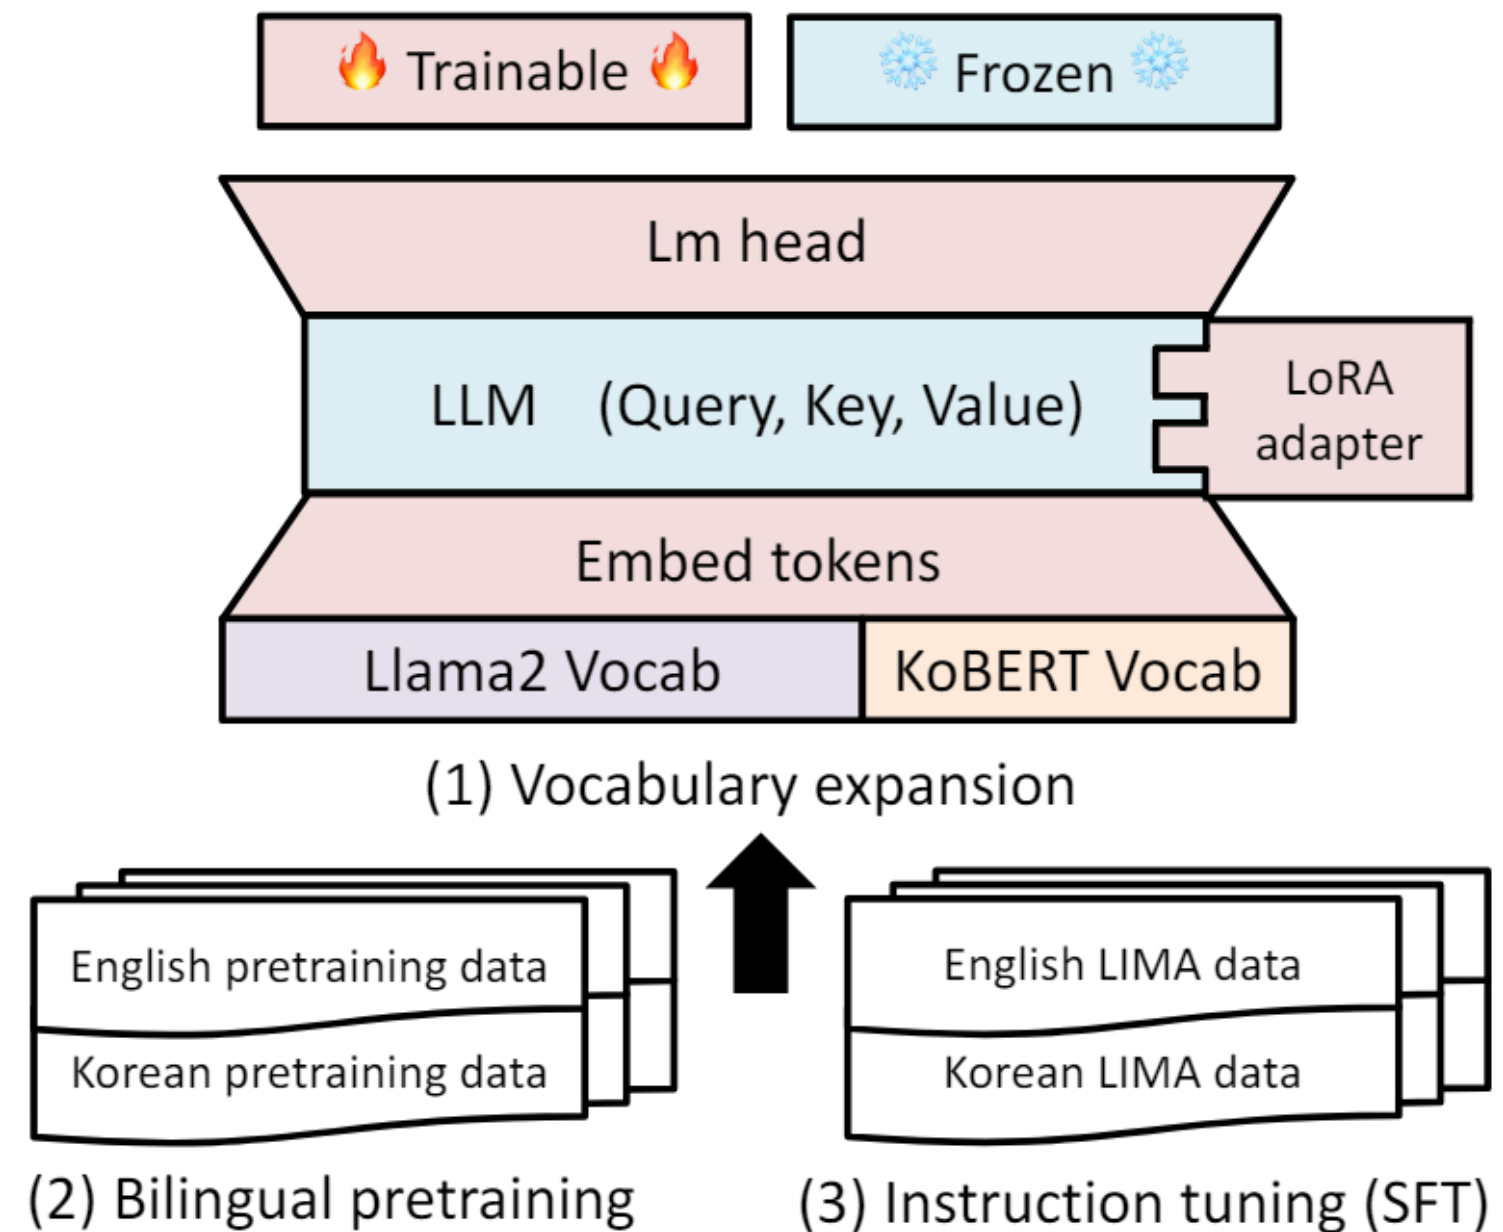 Trainable
Frozen
Lm head
LLM (Query, Key, Value)
LoRA
adapter
Embed tokens
Llama2 Vocab
KoBERT Vocab
(1) Vocabulary expansion
English pretraining data
Korean pretraining data
English LIMA data
Korean LIMA data
(2) Bilingual pretraining
(3) Instruction tuning (SFT)